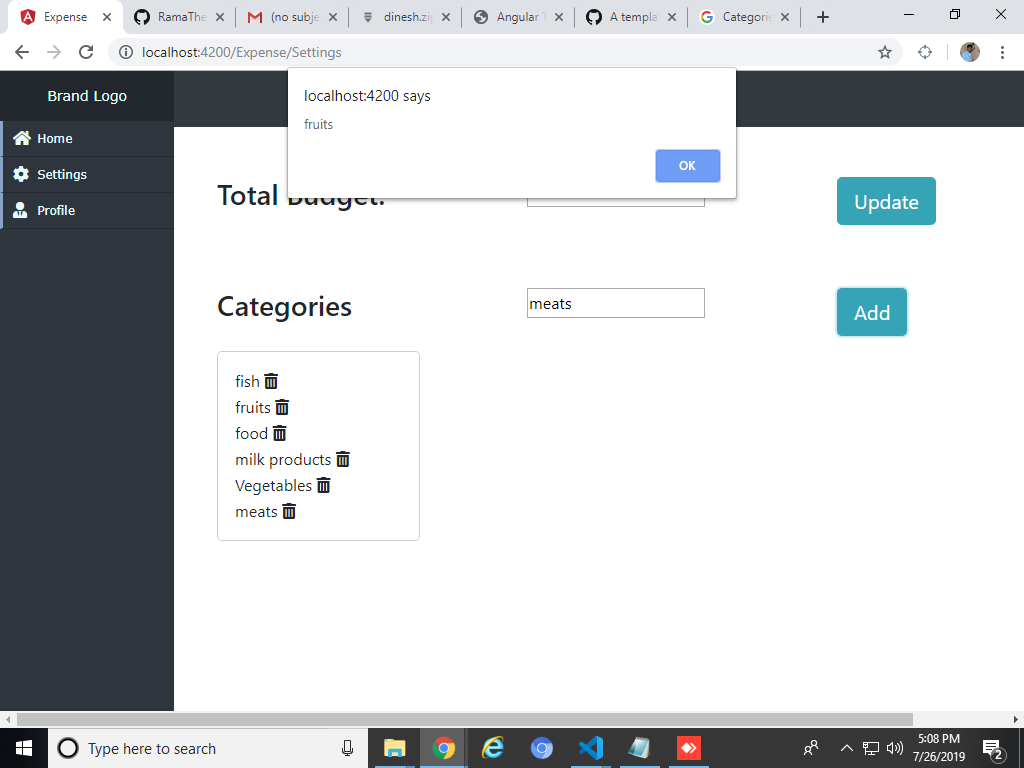 Expense
RamaThe
(no subje
dinesh.zi
Angular T
A templa
Categorie
localhost:4200/Expense/Settings
Brand Logo
localhost:4200 says
fruits
OK
Home
Settings
Profile
Total Budget:
Update
Categories
meats
Add
fish
fruits
food
milk products
Vegetables
meats
Type here to search
5:08 PM
7/26/2019
2